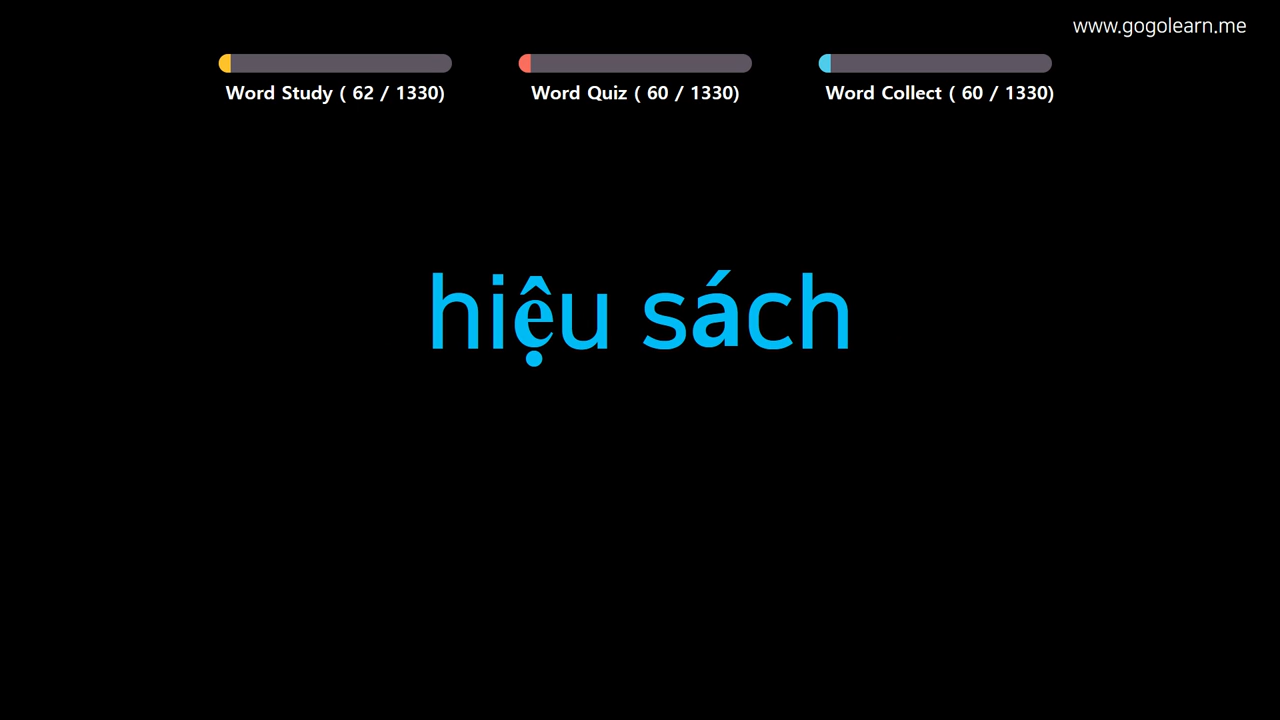 www.gogolearn.me
Word Study ( 62 / 1330)
Word Quiz ( 60 / 1330)
Word Collect ( 60 / 1330)
hiệu sách